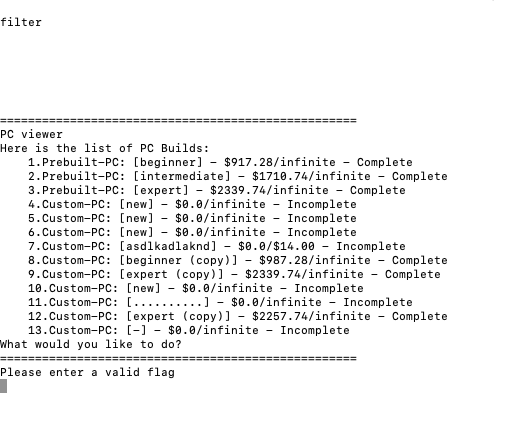 filter
===================================================
PC viewer
Here is the list of PC Builds:
1.Prebuilt-PC: [beginner] - $917.28/infinite - Complete
2.Prebuilt-PC: [intermediate] - $1710.74/infinite - Complete
3.Prebuilt-PC: [expert] - $2339.74/infinite - Complete
4.Custom-PC: [new] - $0.0/infinite - Incomplete
5.Custom-PC: [new] - $0.0/infinite - Incomplete
6.Custom-PC: [new] - $0.0/infinite - Incomplete
7.Custom-PC: [asdlkadlaknd] - $0.0/$14.00 - Incomplete
8.Custom-PC: [beginner (copy)] - $987.28/infinite - Complete
9.Custom-PC: [expert (copy)] - $2339.74/infinite - Complete
10.Custom-PC: [new] - $0.0/infinite - Incomplete
11.Custom-PC: [..........] - $0.0/infinite - Incomplete
12.Custom-PC: [expert (copy)] - $2257.74/infinite - Complete
13.Custom-PC: [-] - $0.0/infinite - Incomplete
What would you like to do?
===================================================
Please enter a valid flag